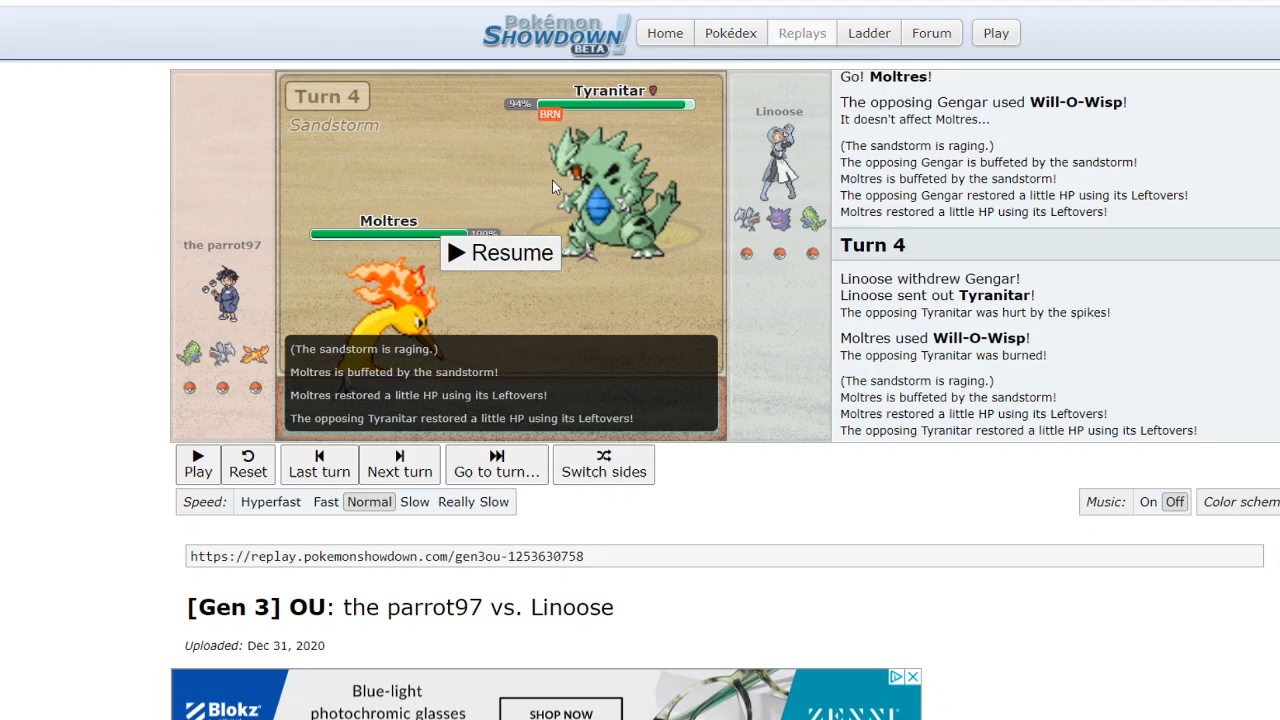 Pokémon
SHOWDOWN!
BETA
Home
Pokédex
Replays
Ladder
Forum
Play
Turn 4
Sandstorm
Tyranitar
94%
BRN
Moltres
100%
Resume
the parrot97
Linoose
(The sandstorm is raging.)
Moltres is buffeted by the sandstorm!
Moltres restored a little HP using its Leftovers!
The opposing Tyranitar restored a little HP using its Leftovers!
Go! Moltres!
The opposing Gengar used Will-O-Wisp!
It doesn't affect Moltres...
(The sandstorm is raging.)
The opposing Gengar is buffeted by the sandstorm!
Moltres is buffeted by the sandstorm!
The opposing Gengar restored a little HP using its Leftovers!
Moltres restored a little HP using its Leftovers!
Turn 4
Linoose withdrew Gengar!
Linoose sent out Tyranitar!
The opposing Tyranitar was hurt by the spikes!
Moltres used Will-O-Wisp!
The opposing Tyranitar was burned!
(The sandstorm is raging.)
Moltres is buffeted by the sandstorm!
Moltres restored a little HP using its Leftovers!
The opposing Tyranitar restored a little HP using its Leftovers!
Play
Reset
Last turn
Next turn
Go to turn...
Switch sides
Speed: Hyperfast Fast Normal Slow Really Slow
Music: On Off
Color schem
https://replay.pokemonshowdown.com/gen3ou-1253630758
[Gen 3] OU: the parrot97 vs. Linoose
Uploaded: Dec 31, 2020
Blokz
Blue-light
photochromic glasses
SHOP NOW
ZENNI